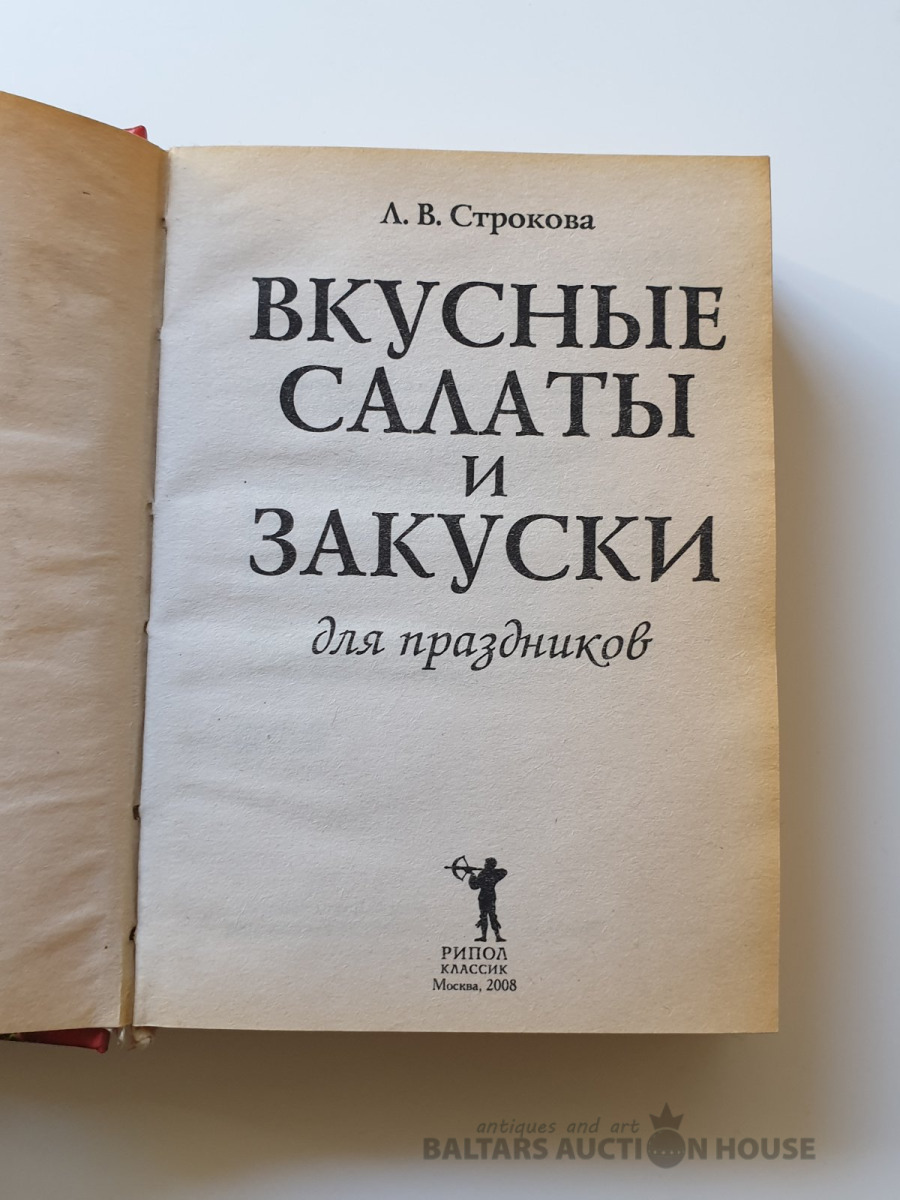 Л. В. Строкова
ВКУСНЫЕ
САЛАТЫ
И
ЗАКУСКИ
для праздников
РИПОЛ
КЛАССИК
Москва, 2008
antiques and art
BALTARS AUCTION HOUSE